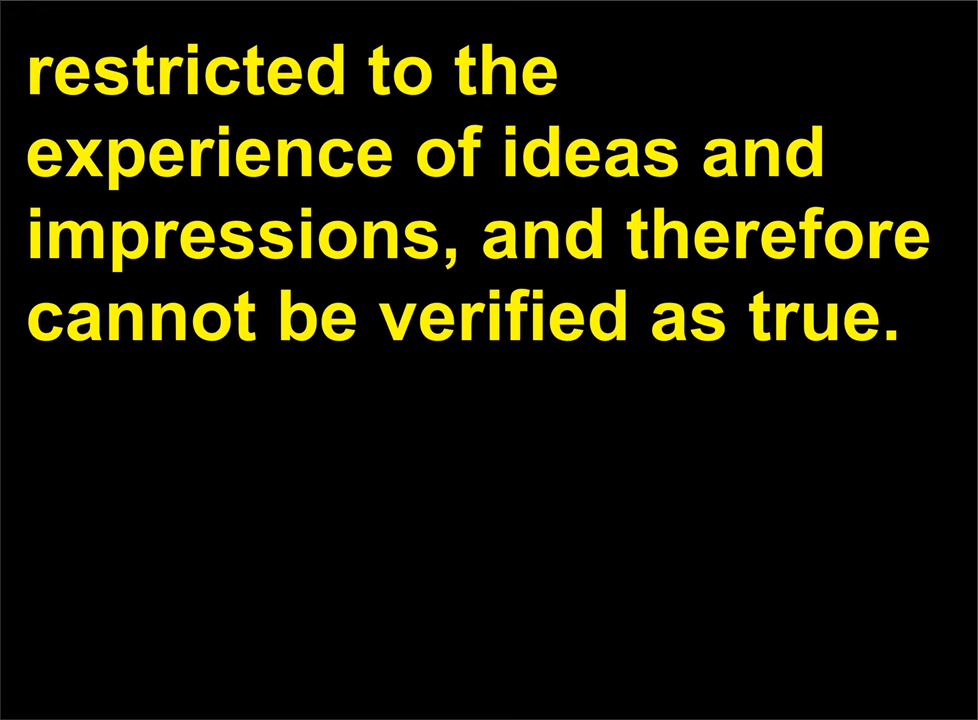 restricted to the
experience of ideas and
impressions, and therefore
cannot be verified as true.